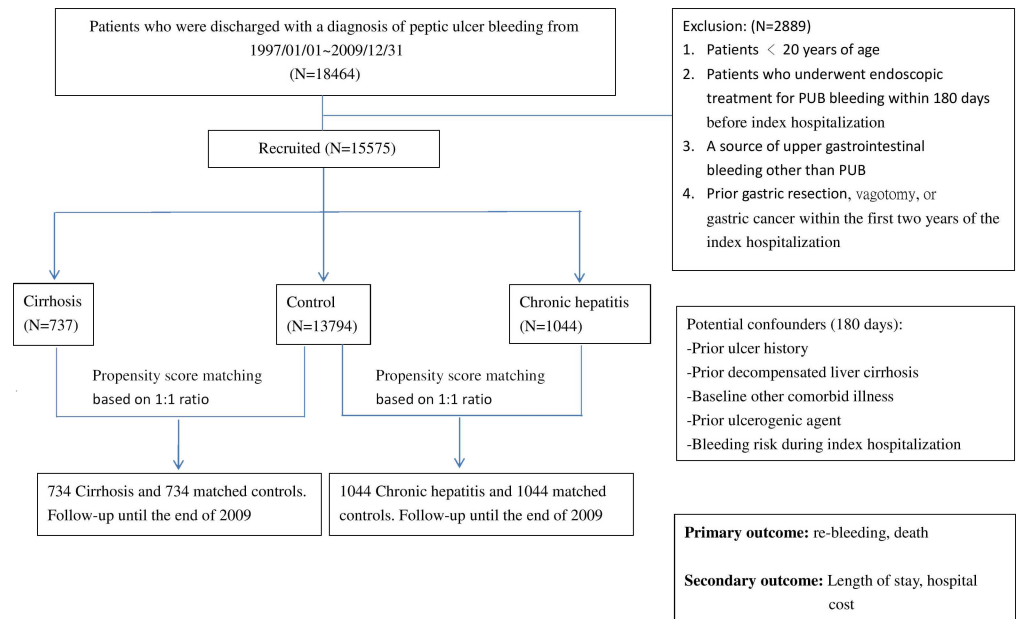 Patients who were discharged with a diagnosis of peptic ulcer bleeding from
1997/01/01~2009/12/31
(N=18464)
Exclusion: (N=2889)
1. Patients < 20 years of age
2. Patients who underwent endoscopic
treatment for PUB bleeding within 180 days
before index hospitalization
3. A source of upper gastrointestinal
bleeding other than PUB
4. Prior gastric resection, vagotomy, or
gastric cancer within the first two years of the
index hospitalization
Recruited (N=15575)
Cirrhosis
(N=737)
Control
(N=13794)
Chronic hepatitis
(N=1044)
Propensity score matching
based on 1:1 ratio
Propensity score matching
based on 1:1 ratio
Potential confounders (180 days):
-Prior ulcer history
-Prior decompensated liver cirrhosis
-Baseline other comorbid illness
-Prior ulcerogenic agent
-Bleeding risk during index hospitalization
734 Cirrhosis and 734 matched controls.
Follow-up until the end of 2009
1044 Chronic hepatitis and 1044 matched
controls. Follow-up until the end of 2009
Primary outcome: re-bleeding, death
Secondary outcome: Length of stay, hospital
cost